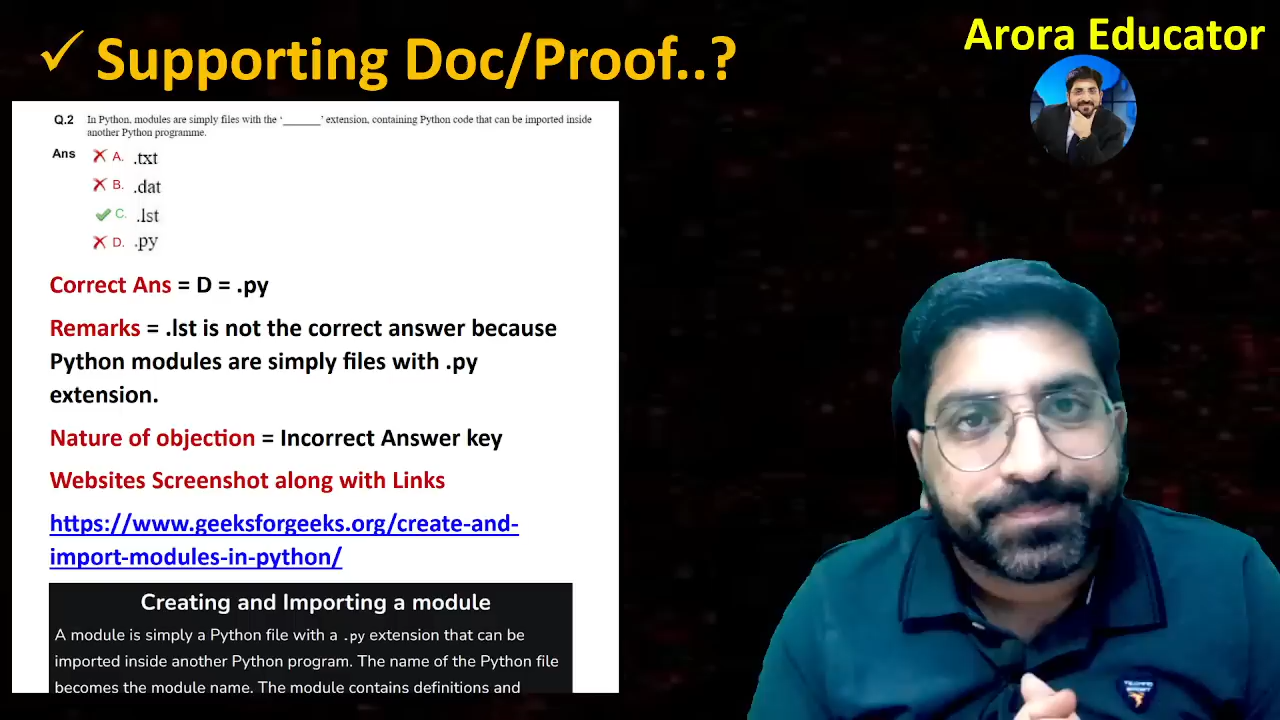 ✓ Supporting Doc/Proof..?
Arora Educator
Q.2 In Python, modules are simply files with the '_______' extension, containing Python code that can be imported inside
another Python programme.
Ans A. .txt
B. .dat
C. .lst
D. .py
Correct Ans = D = .py
Remarks = .lst is not the correct answer because
Python modules are simply files with .py
extension.
Nature of objection = Incorrect Answer key
Websites Screenshot along with Links
https://www.geeksforgeeks.org/create-and-
import-modules-in-python/
Creating and Importing a module
A module is simply a Python file with a .py extension that can be
imported inside another Python program. The name of the Python file
becomes the module name. The module contains definitions and